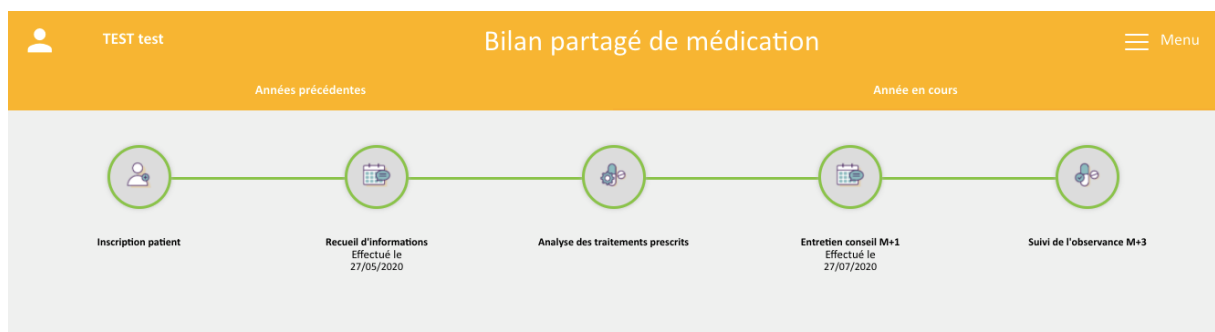 TEST test
Bilan partagé de médication
Menu
Années précédentes
Année en cours
Inscription patient
Recueil d'informations
Effectué le
27/05/2020
Analyse des traitements prescrits
Entretien conseil M+1
Effectué le
27/07/2020
Suivi de l'observance M+3